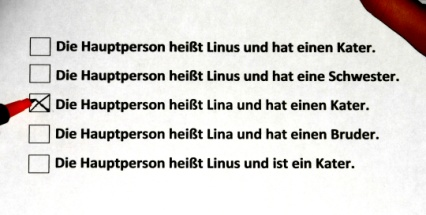 Die Hauptperson heißt Linus und hat einen Kater.
Die Hauptperson heißt Linus und hat eine Schwester.
Die Hauptperson heißt Lina und hat einen Kater.
Die Hauptperson heißt Lina und hat einen Bruder.
Die Hauptperson heißt Linus und ist ein Kater.